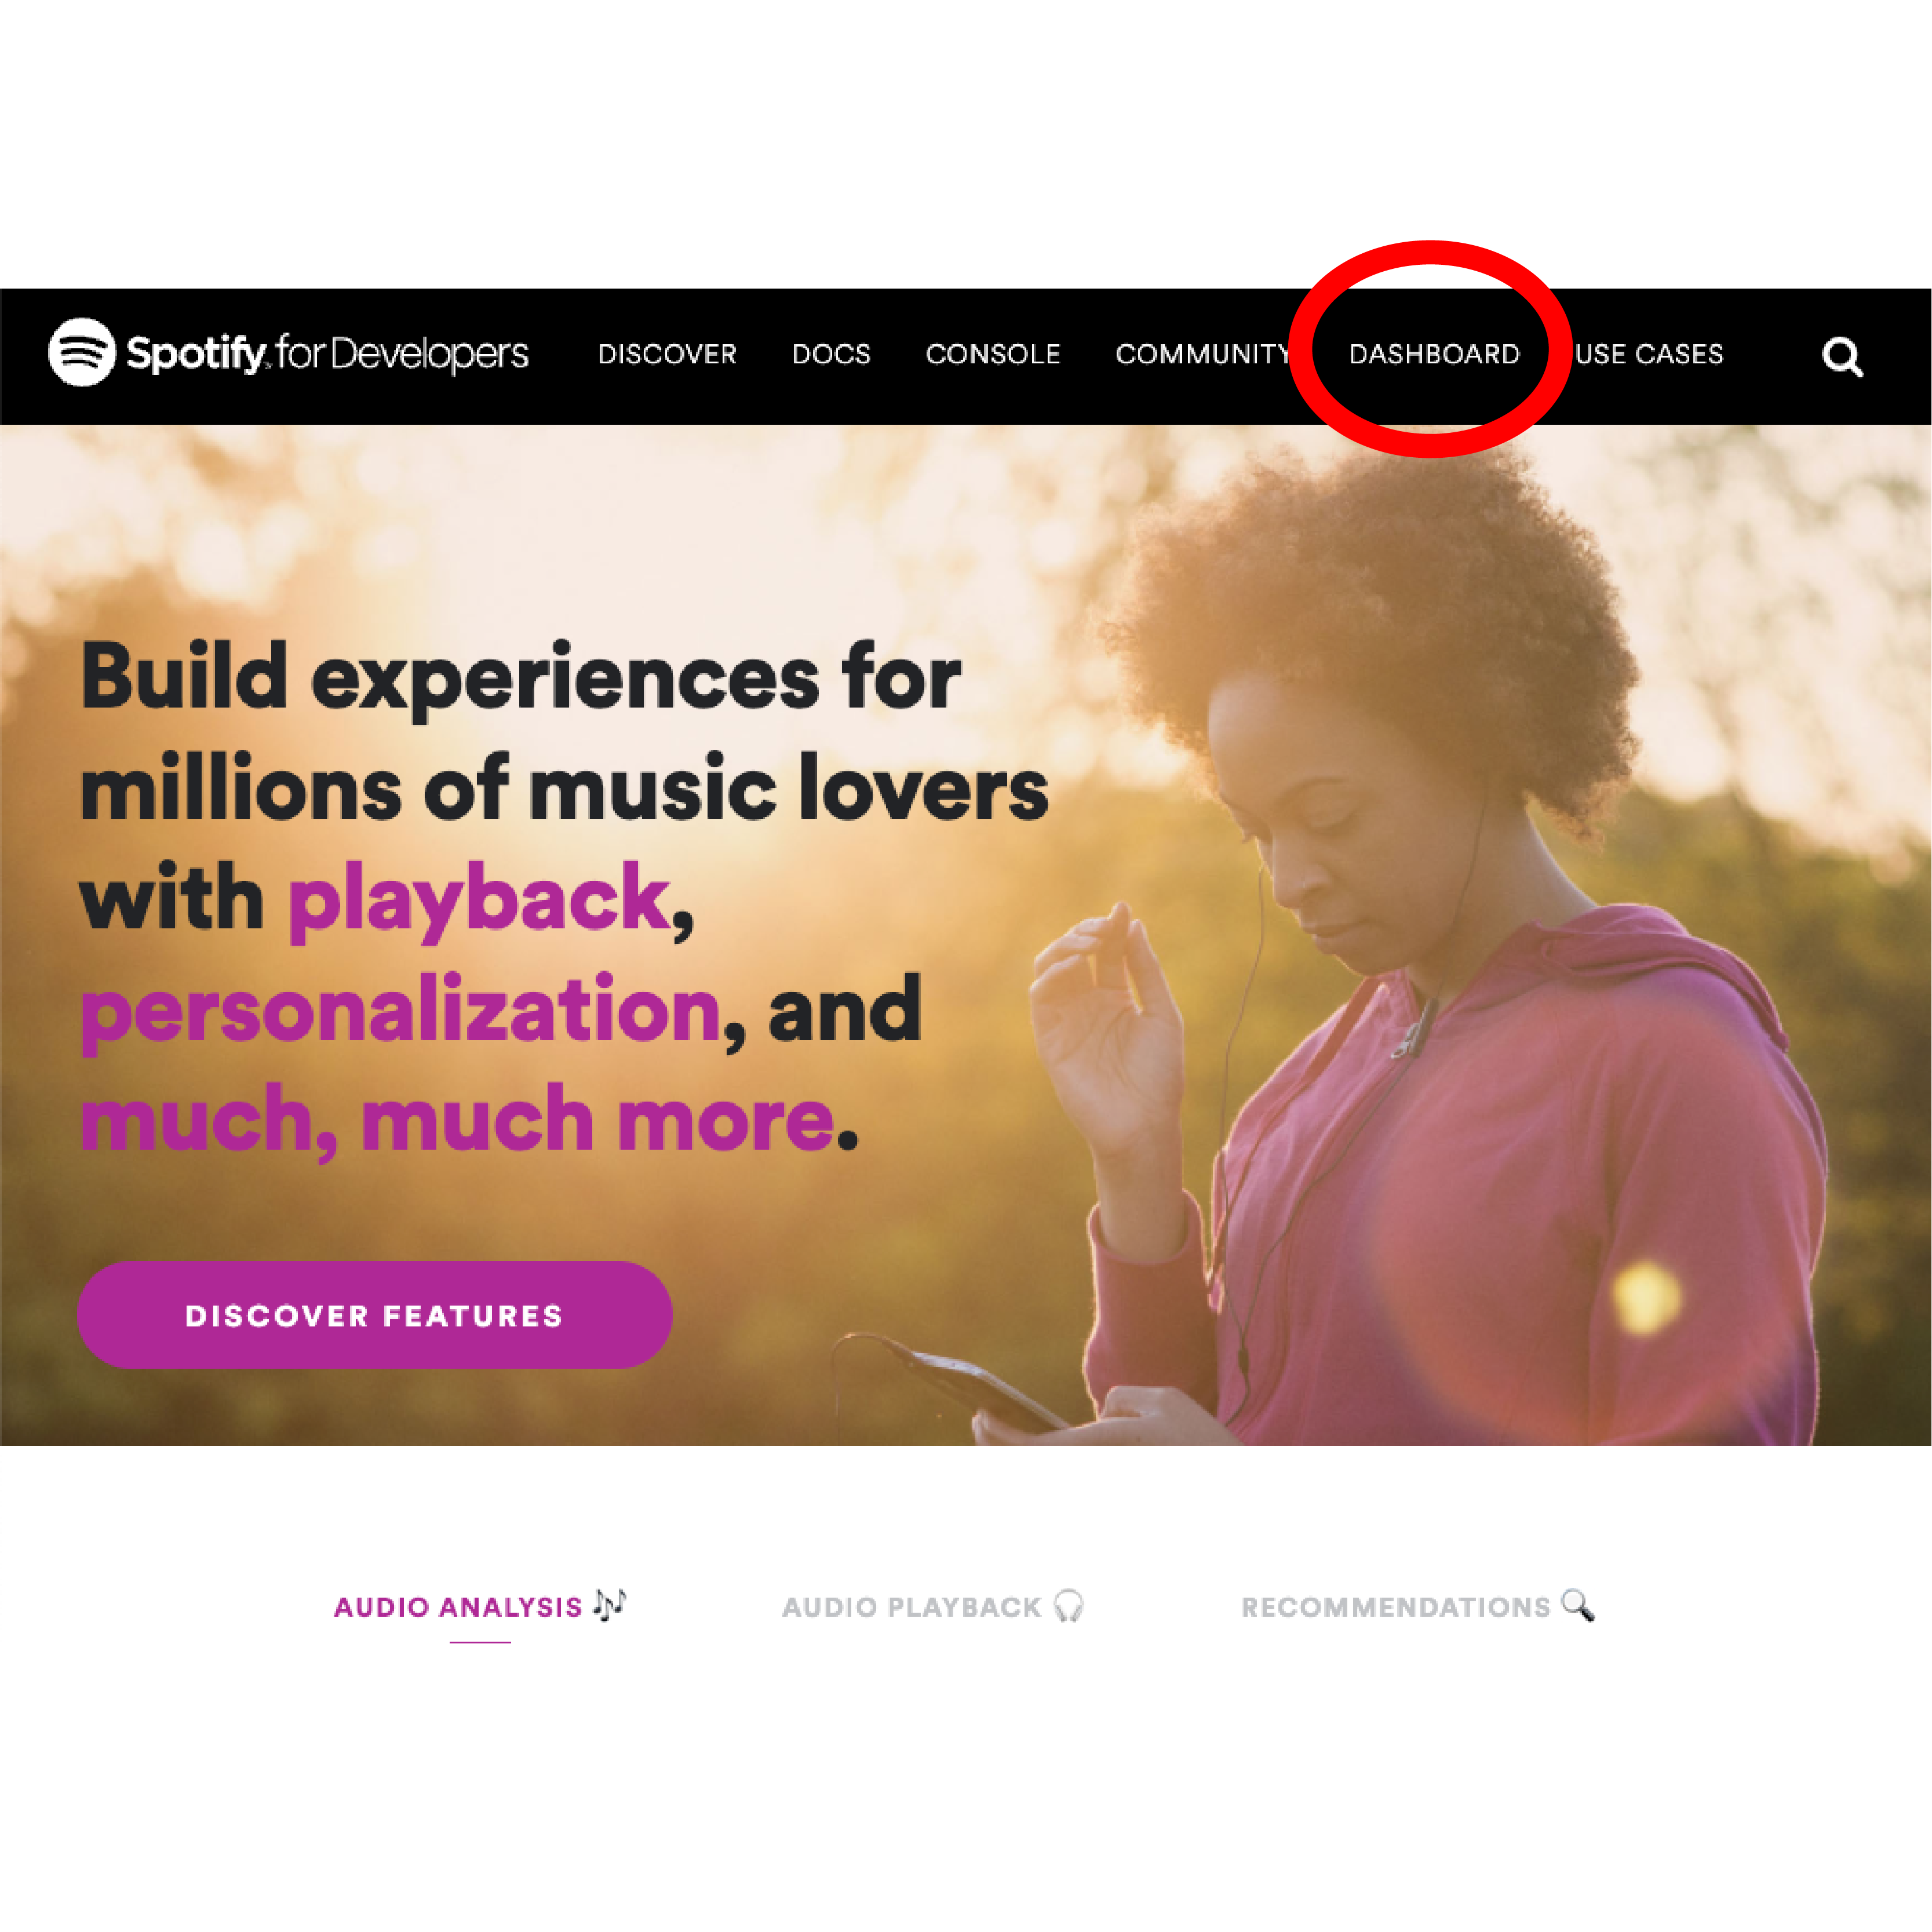 Spotify for Developers DISCOVER DOCS CONSOLE COMMUNITY DASHBOARD USE CASES
Build experiences for
millions of music lovers
with playback,
personalization, and
much, much more.
DISCOVER FEATURES
AUDIO ANALYSIS AUDIO PLAYBACK RECOMMENDATIONS